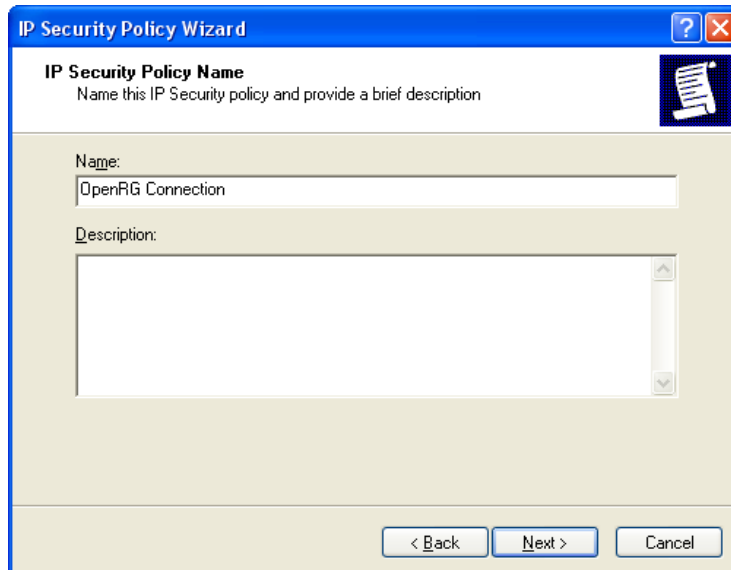 IP Security Policy Wizard
IP Security Policy Name
Name this IP Security policy and provide a brief description
Name:
OpenRG Connection
Description:
< Back
Next >
Cancel